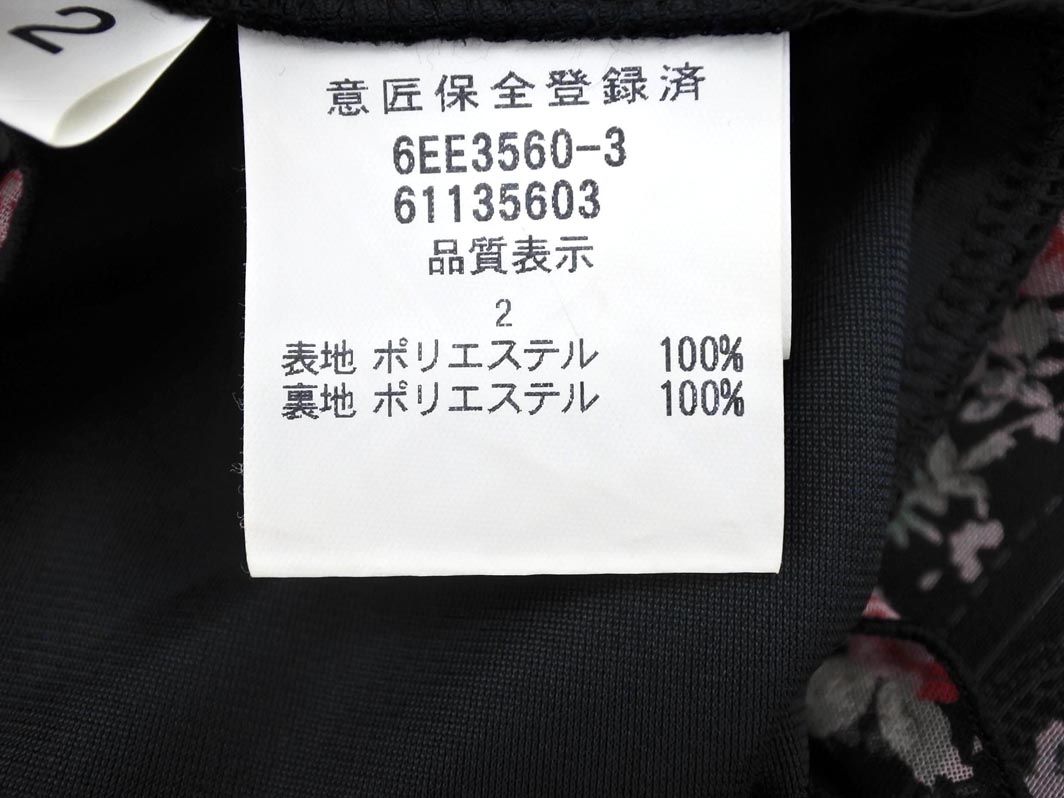 2
意匠保全登録済
6EE3560-3
61135603
品質表示
2
表地 ポリエステル 100%
裏地 ポリエステル 100%